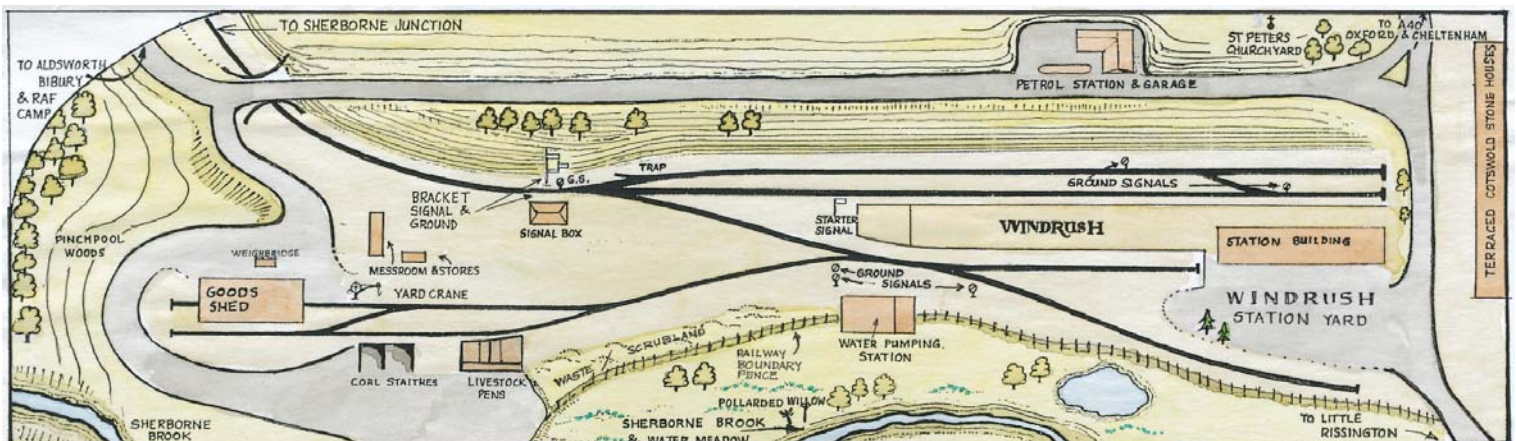 TO SHERBORNE JUNCTION
TO ALDSWORTH
BIBURY
& RAF
CAMP
ST PETERS
CHURCHYARD
TO A40
OXFORD & CHELTENHAM
PETROL STATION & GARAGE
TERRACED COTSWOLD STONE HOUSES
TRAP
G.S.
GROUND SIGNALS
BRACKET
SIGNAL &
GROUND
SIGNAL BOX
STARTER
SIGNAL
WINDRUSH
STATION BUILDING
PINCHPOOL
WOODS
WEIGHBRIDGE
MESSROOM & STORES
YARD CRANE
GOODS
SHED
GROUND
SIGNALS
WINDRUSH
STATION YARD
WATER PUMPING
STATION
WASTE SCRUBLAND
RAILWAY
BOUNDARY
FENCE
COAL STAITHES
LIVESTOCK
PENS
POLLARDED WILLOW
SHERBORNE
BROOK
SHERBORNE BROOK
& WATER MEADOW
TO LITTLE
RISSINGTON